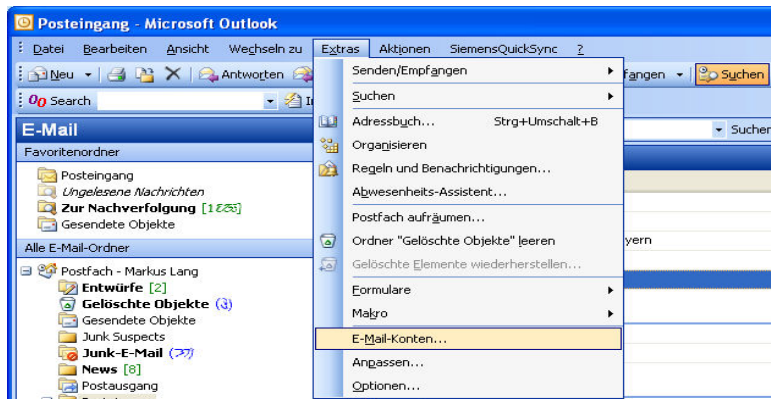 Posteingang - Microsoft Outlook
Datei Bearbeiten Ansicht Wechseln zu Extras Aktionen SiemensQuickSync ?
Neu Antworten fangen Suchen
Search
E-Mail
Favoritenordner
Posteingang
Ungelesene Nachrichten
Zur Nachverfolgung
Gesendete Objekte
Alle E-Mail-Ordner
Postfach - Markus Lang
Entwürfe [2]
Gelöschte Objekte
Gesendete Objekte
Junk Suspects
Junk-E-Mail
News [8]
Postausgang
Senden/Empfangen
Suchen
Adressbuch... Strg+Umschalt+B
Organisieren
Regeln und Benachrichtigungen...
Abwesenheits-Assistent...
Postfach aufräumen...
Ordner "Gelöschte Objekte" leeren
Gelöschte Elemente wiederherstellen...
Formulare
Makro
E-Mail-Konten...
Anpassen...
Optionen...
Sucher
yern